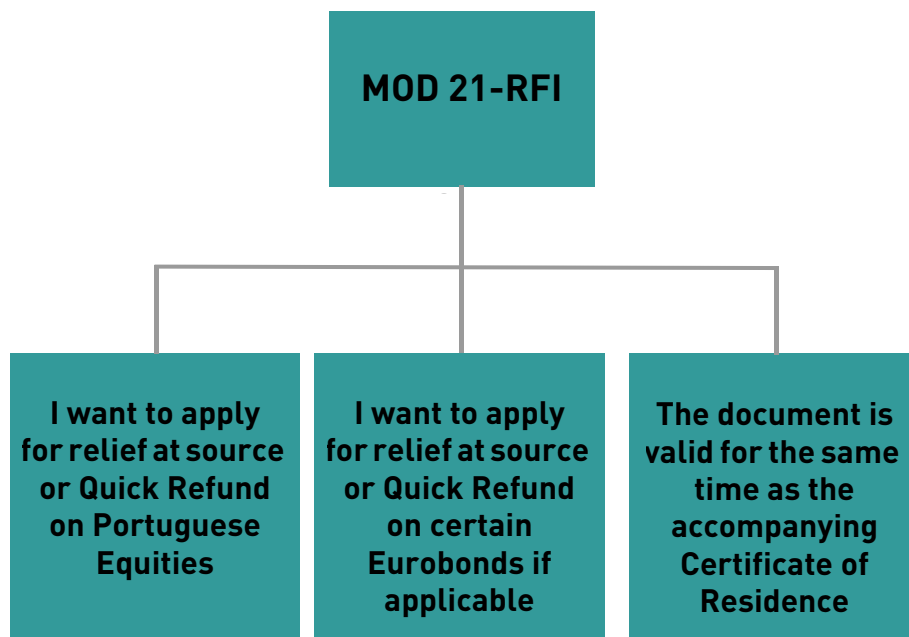 MOD 21-RFI
I want to apply
for relief at source
or Quick Refund
on Portuguese
Equities
I want to apply
for relief at source
or Quick Refund
on certain
Eurobonds if
applicable
The document is
valid for the same
time as the
accompanying
Certificate of
Residence